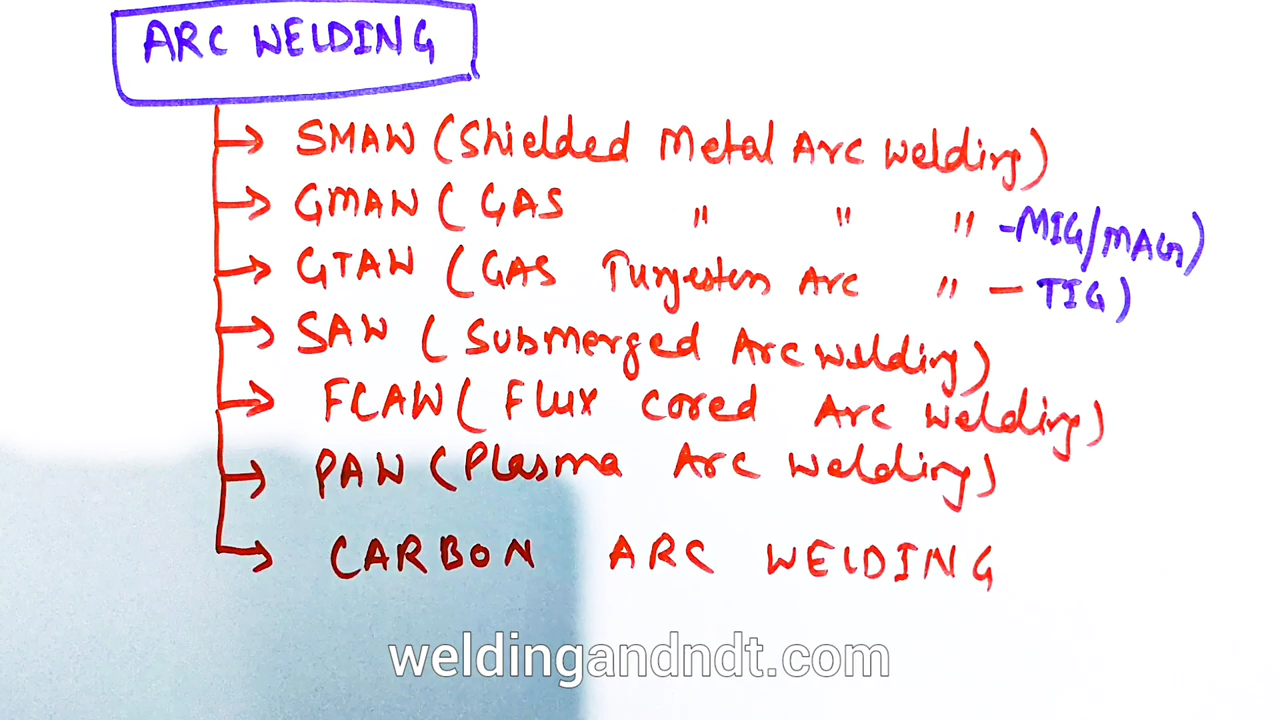 ARC WELDING
SMAW (Shielded Metal Arc Welding)
GMAW (GAS " " " -MIG/MAG)
GTAW (GAS Tungesten Arc " - TIG)
SAW (Submerged Arc Welding)
FCAW (Flux cored Arc Welding)
PAW (Plasma Arc Welding)
CARBON ARC WELDING
weldingandndt.com